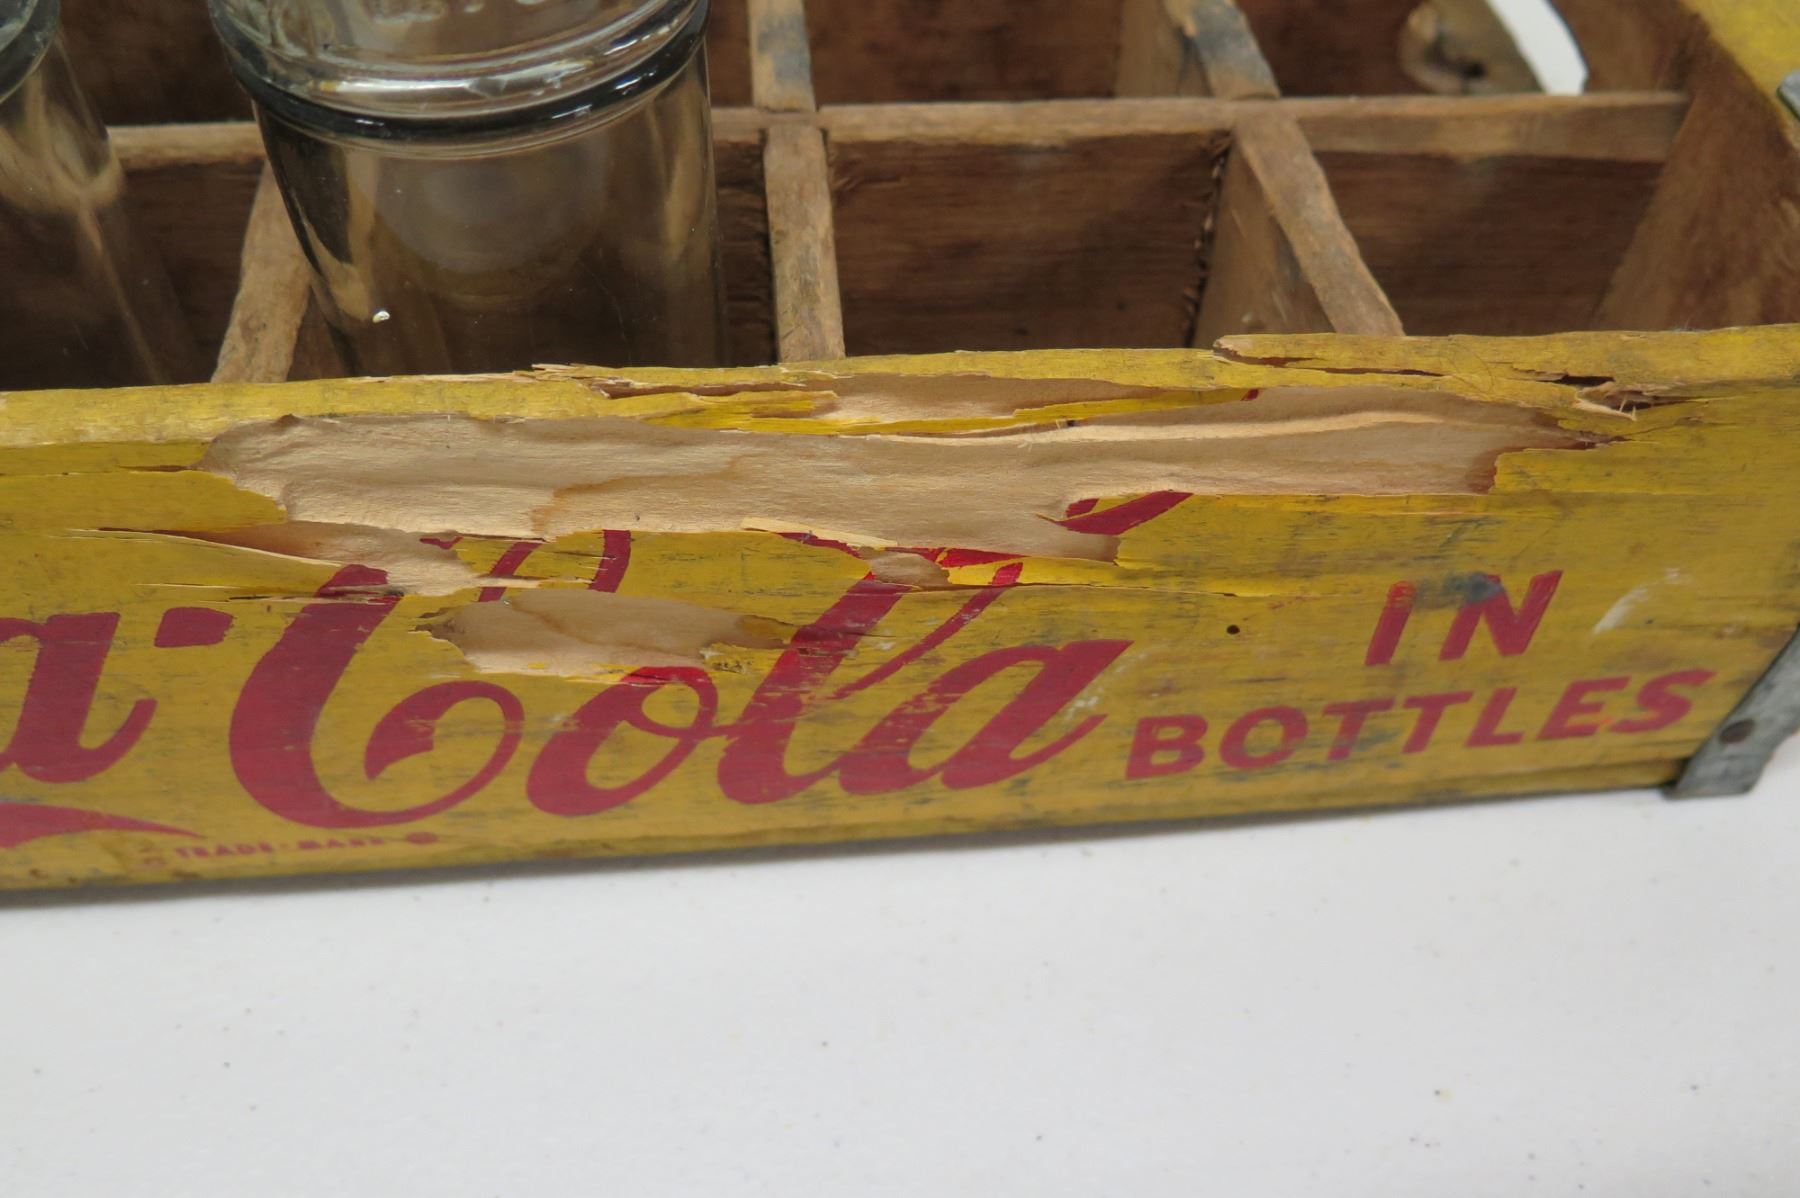 a-Cola IN
BOTTLES
TRADE-MARK ®